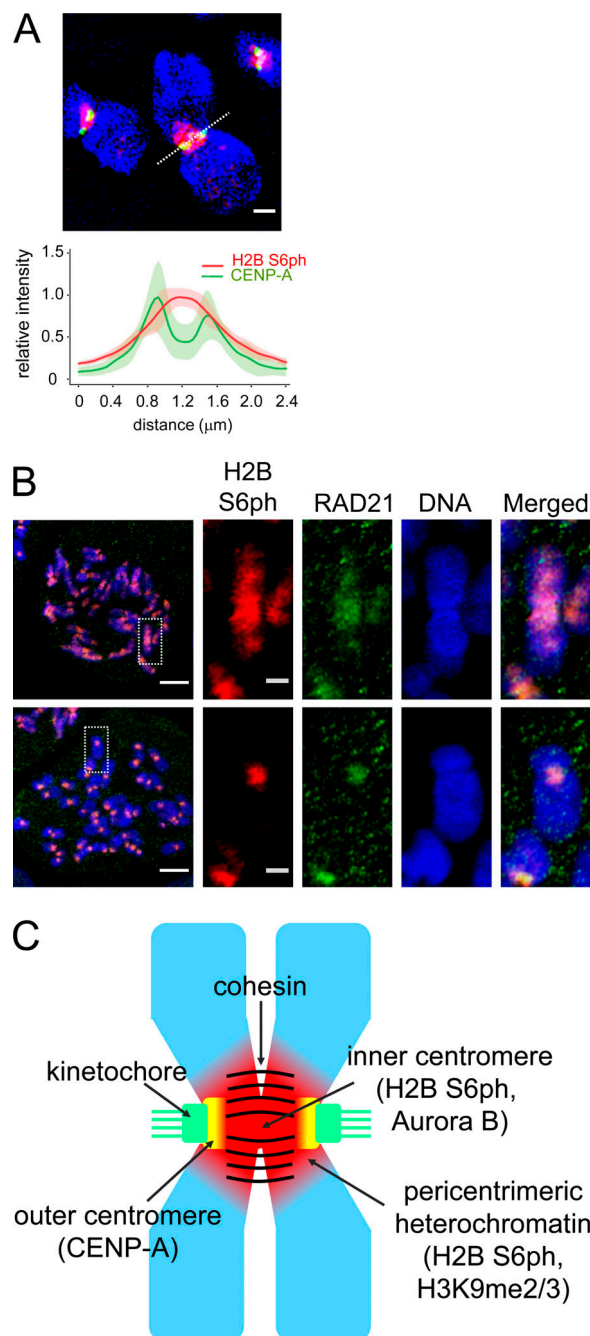 A
H2B S6ph
CENP-A
relative intensity
1.5
1.0
0.5
0
0 0.4 0.8 1.2 1.6 2.0 2.4
distance (μm)
B
H2B
S6ph RAD21 DNA Merged
C
cohesin
kinetochore
inner centromere
(H2B S6ph,
Aurora B)
outer centromere
(CENP-A)
pericentrimeric
heterochromatin
(H2B S6ph,
H3K9me2/3)